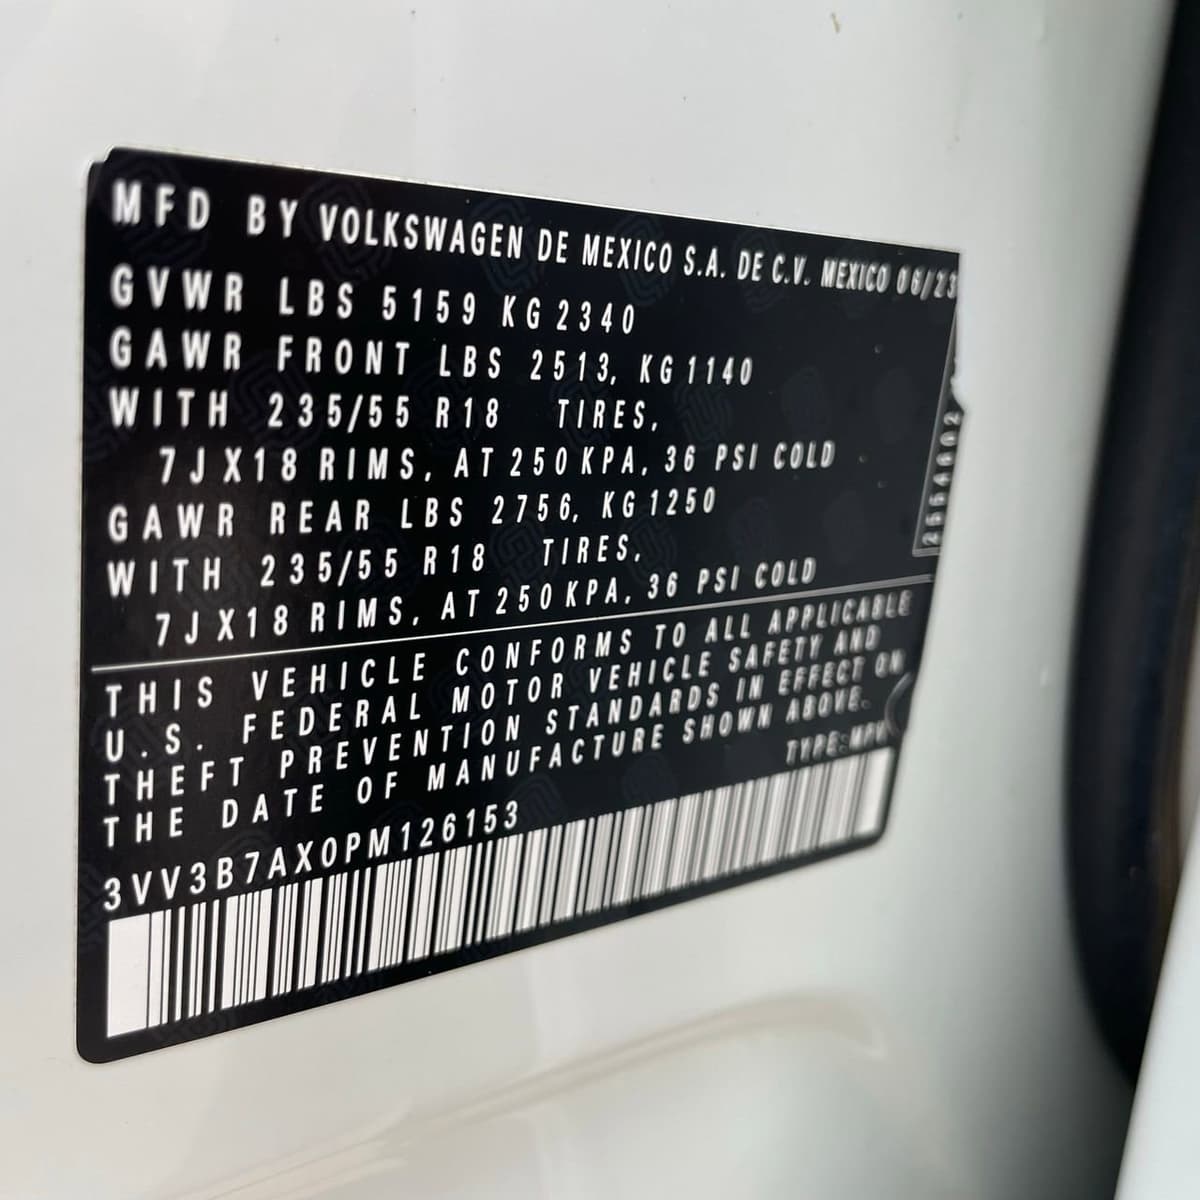 MFD BY VOLKSWAGEN DE MEXICO S.A. DE C.V. MEXICO 06/23
GVWR LBS 5159 KG 2340
GAWR FRONT LBS 2513, KG 1140
WITH 235/55 R18 TIRES,
7J X18 RIMS, AT 250 KPA, 36 PSI COLD
GAWR REAR LBS 2756, KG 1250
WITH 235/55 R18 TIRES,
7J X18 RIMS, AT 250 KPA, 36 PSI COLD
THIS VEHICLE CONFORMS TO ALL APPLICABLE
U.S. FEDERAL MOTOR VEHICLE SAFETY AND
THEFT PREVENTION STANDARDS IN EFFECT ON
THE DATE OF MANUFACTURE SHOWN ABOVE.
TYPE: MPV
3VV3B7AX0PM126153